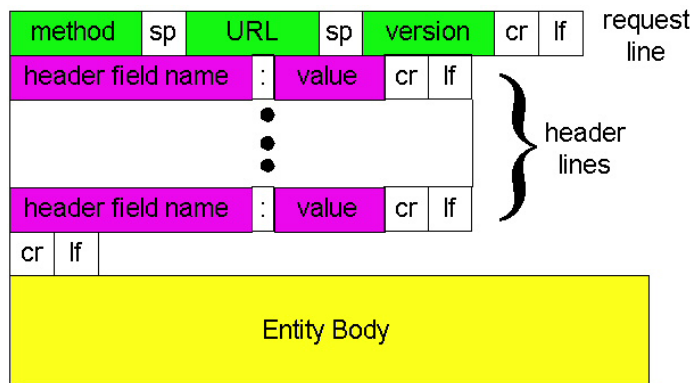 method sp URL sp version cr lf request line
header field name : value cr lf
header lines
header field name : value cr lf
cr lf
Entity Body